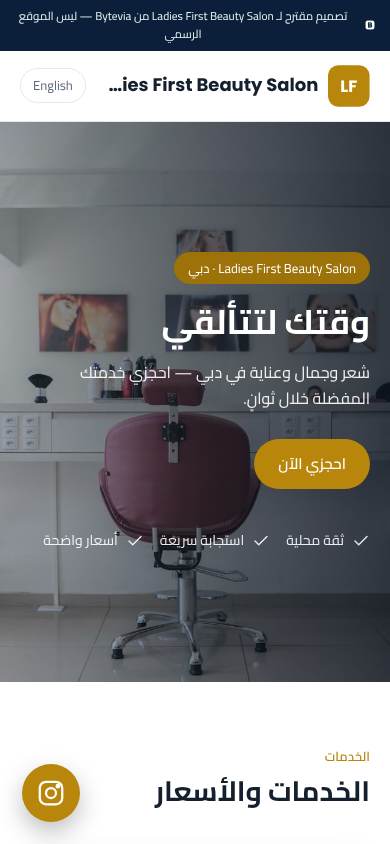 تصميم مقترح لـ Ladies First Beauty Salon من Bytevia — ليس الموقع
الرسمي
LF
...ies First Beauty Salon
English
Ladies First Beauty Salon · دبي
وقتك لتتألقي
شعر وجمال وعناية في دبي — احجزي خدمتك
المفضلة خلال ثوانٍ.
احجزي الآن
ثقة محلية
استجابة سريعة
أسعار واضحة
الخدمات
الخدمات والأسعار